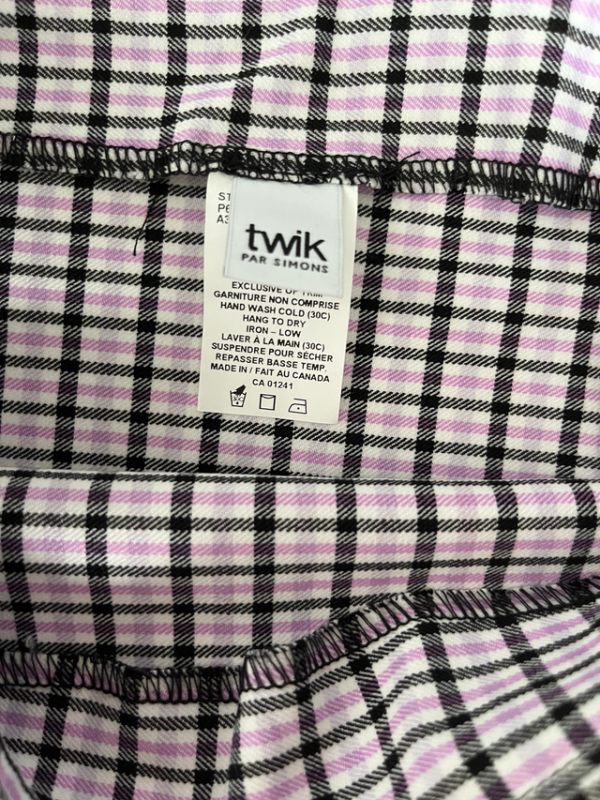 twik
PAR SIMONS
EXCLUSIVE OF TRIM
GARNITURE NON COMPRISE
HAND WASH COLD (30C)
HANG TO DRY
IRON – LOW
LAVER À LA MAIN (30C)
SUSPENDRE POUR SÉCHER
REPASSER BASSE TEMP.
MADE IN / FAIT AU CANADA
CA 01241